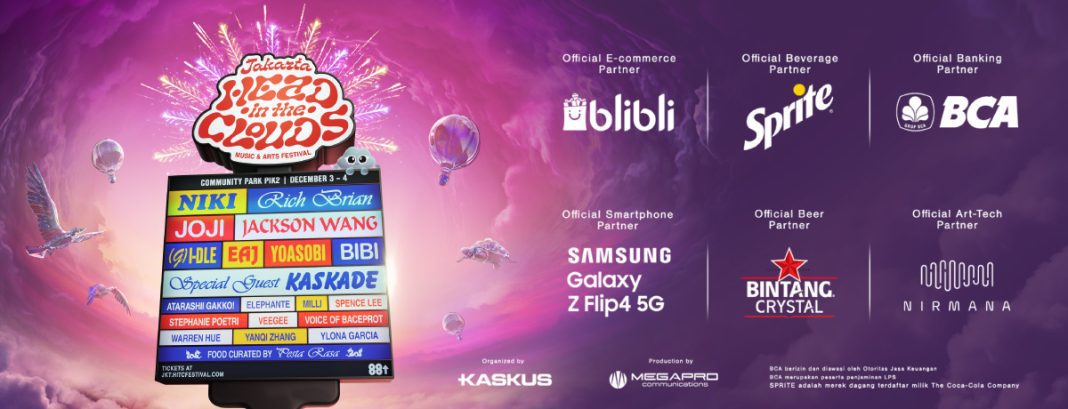 Jakarta
HEAD
in the
CLOUDS
MUSIC & ARTS FESTIVAL
COMMUNITY PARK PIK2 | DECEMBER 3 - 4
NIKI Rich Brian
JOJI JACKSON WANG
(G)I-DLE EAJ YOASOBI BIBI
Special Guest KASKADE
ATARASHII GAKKO! ELEPHANTE MILLI SPENCE LEE
STEPHANIE POETRI VEEGEE VOICE OF BACEPROT
WARREN HUE YANQI ZHANG YLONA GARCIA
FOOD CURATED BY Pesta Rasa
TICKETS AT
JKT.HITCFESTIVAL.COM
88↑
Official E-commerce
Partner
blibli
Official Beverage
Partner
Sprite
Official Banking
Partner
GRUP BCA
BCA
Official Smartphone
Partner
SAMSUNG
Galaxy
Z Flip4 5G
Official Beer
Partner
BINTANG
CRYSTAL
Official Art-Tech
Partner
NIRMANA
Organized by
KASKUS
Production by
MEGAPRO
communications
BCA berizin dan diawasi oleh Otoritas Jasa Keuangan
BCA merupakan peserta penjaminan LPS
SPRITE adalah merek dagang terdaftar milik The Coca-Cola Company